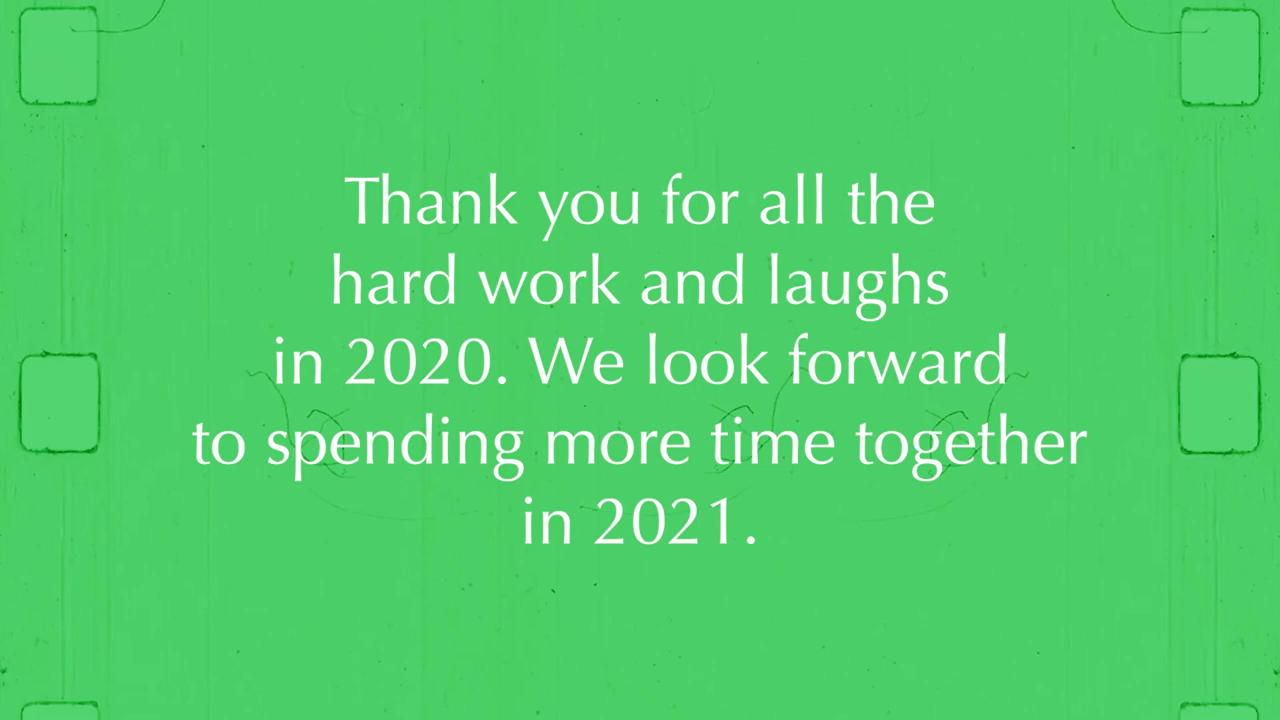 Thank you for all the
hard work and laughs
in 2020. We look forward
to spending more time together
in 2021.